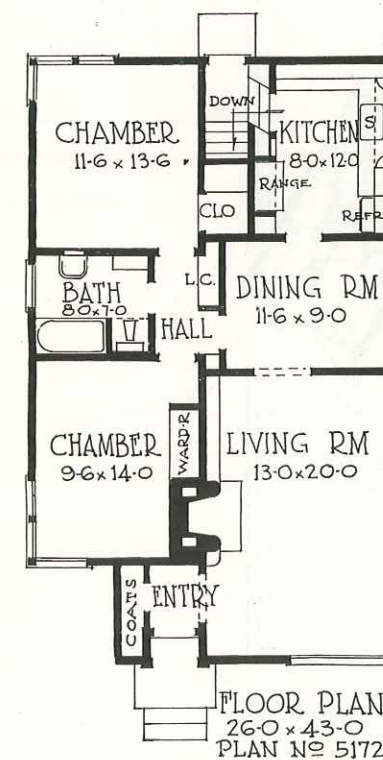 DOWN
CHAMBER
11-6 x 13-6
KITCHEN
8-0x12-0
S
RANGE
CLO
REFR
L.C.
BATH
8-0x7-0
DINING RM
11-6 x 9-0
HALL
CHAMBER
9-6x14-0
WARD-R
LIVING RM
13-0x20-0
COATS
ENTRY
FLOOR PLAN
26-0 x 43-0
PLAN Nº 5172